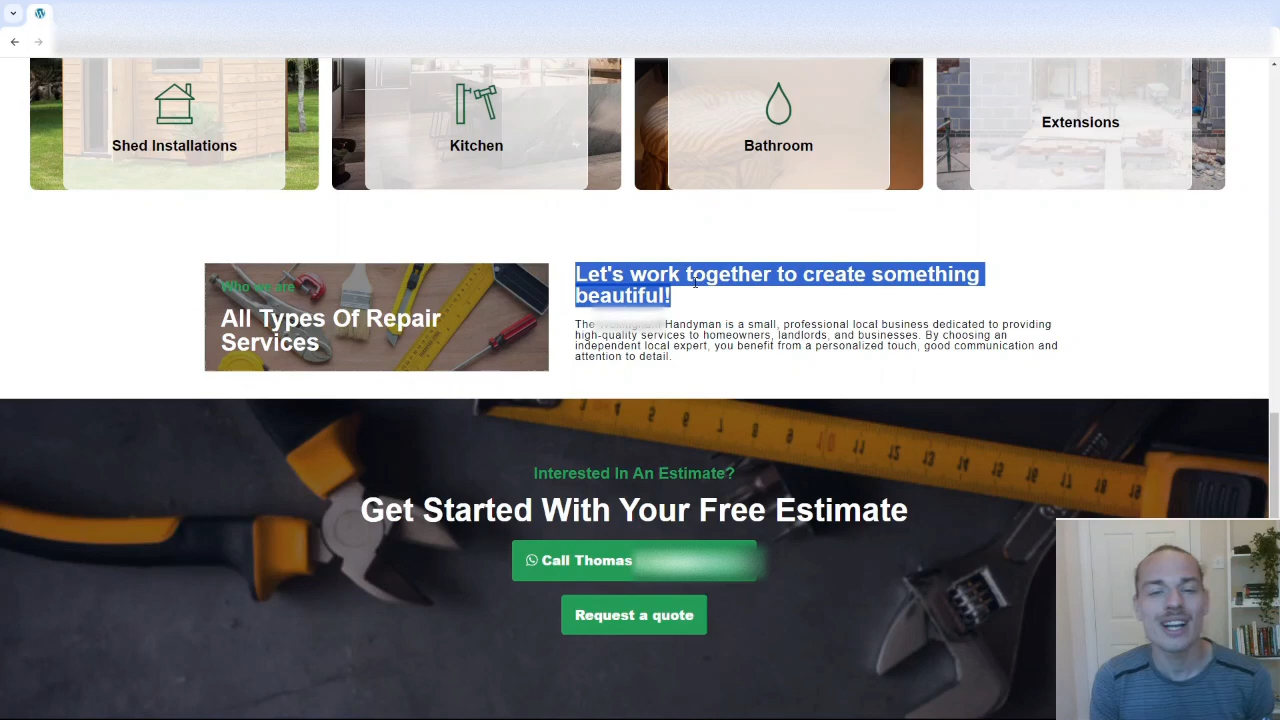 Shed Installations
Kitchen
Bathroom
Extensions
Who we are
All Types Of Repair
Services
Let's work together to create something
beautiful!
The Handyman is a small, professional local business dedicated to providing
high-quality services to homeowners, landlords, and businesses. By choosing an
independent local expert, you benefit from a personalized touch, good communication and
attention to detail.
Interested In An Estimate?
Get Started With Your Free Estimate
Call Thomas
Request a quote